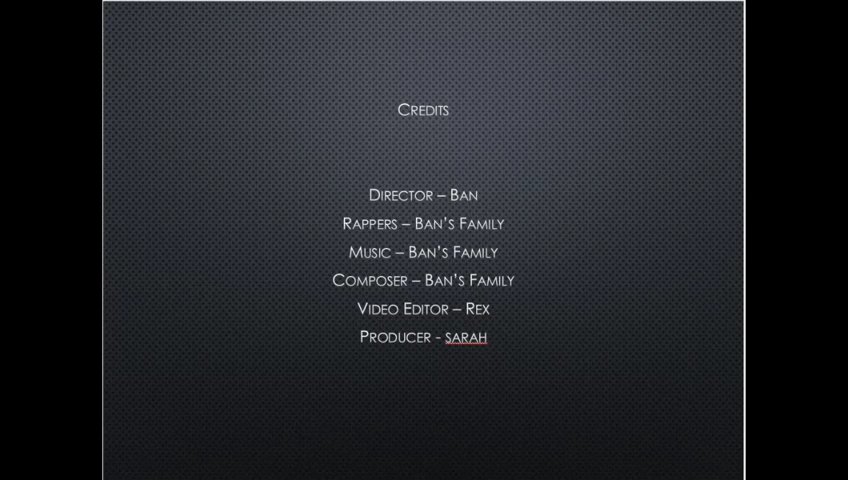 Credits
Director – Ban
Rappers – Ban's Family
Music – Ban's Family
Composer – Ban's Family
Video Editor – Rex
Producer - sarah